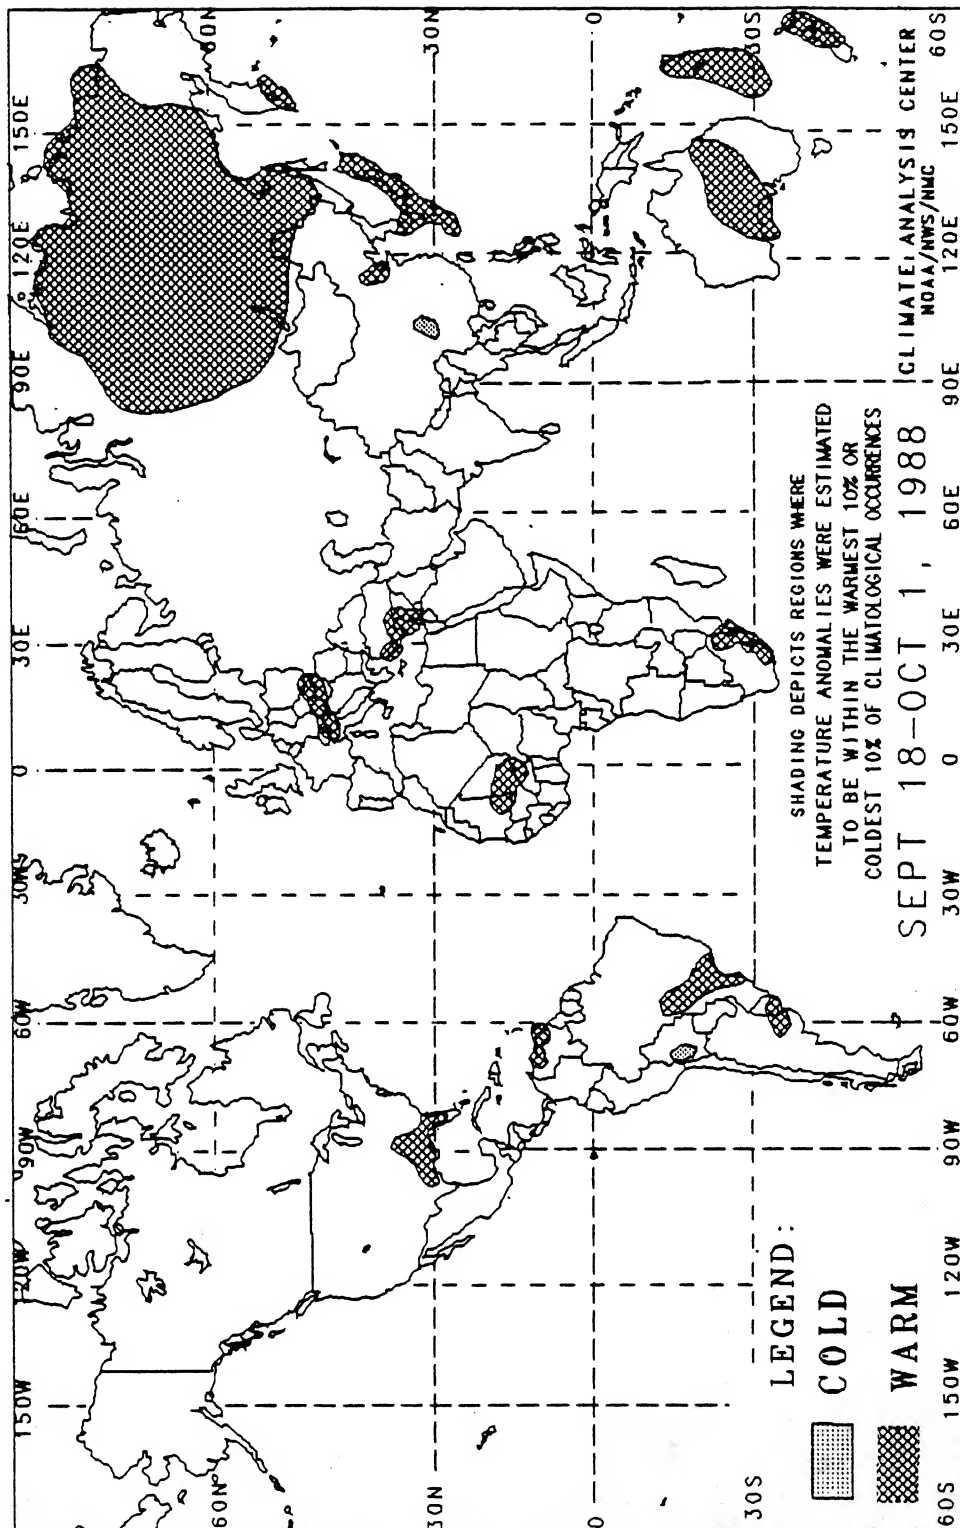 150W 120W 90W 60W 30W 0 30E 60E 90E 120E 150E
60N 60N
30N 30N
0 0
30S 30S
LEGEND:
COLD
WARM
SHADING DEPICTS REGIONS WHERE
TEMPERATURE ANOMALIES WERE ESTIMATED
TO BE WITHIN THE WARMEST 10% OR
COLDEST 10% OF CLIMATOLOGICAL OCCURRENCES
SEPT 18-OCT 1, 1988
CLIMATE ANALYSIS CENTER
NOAA/NWS/NMC
60S 150W 120W 90W 60W 30W 0 30E 60E 90E 120E 150E 60S